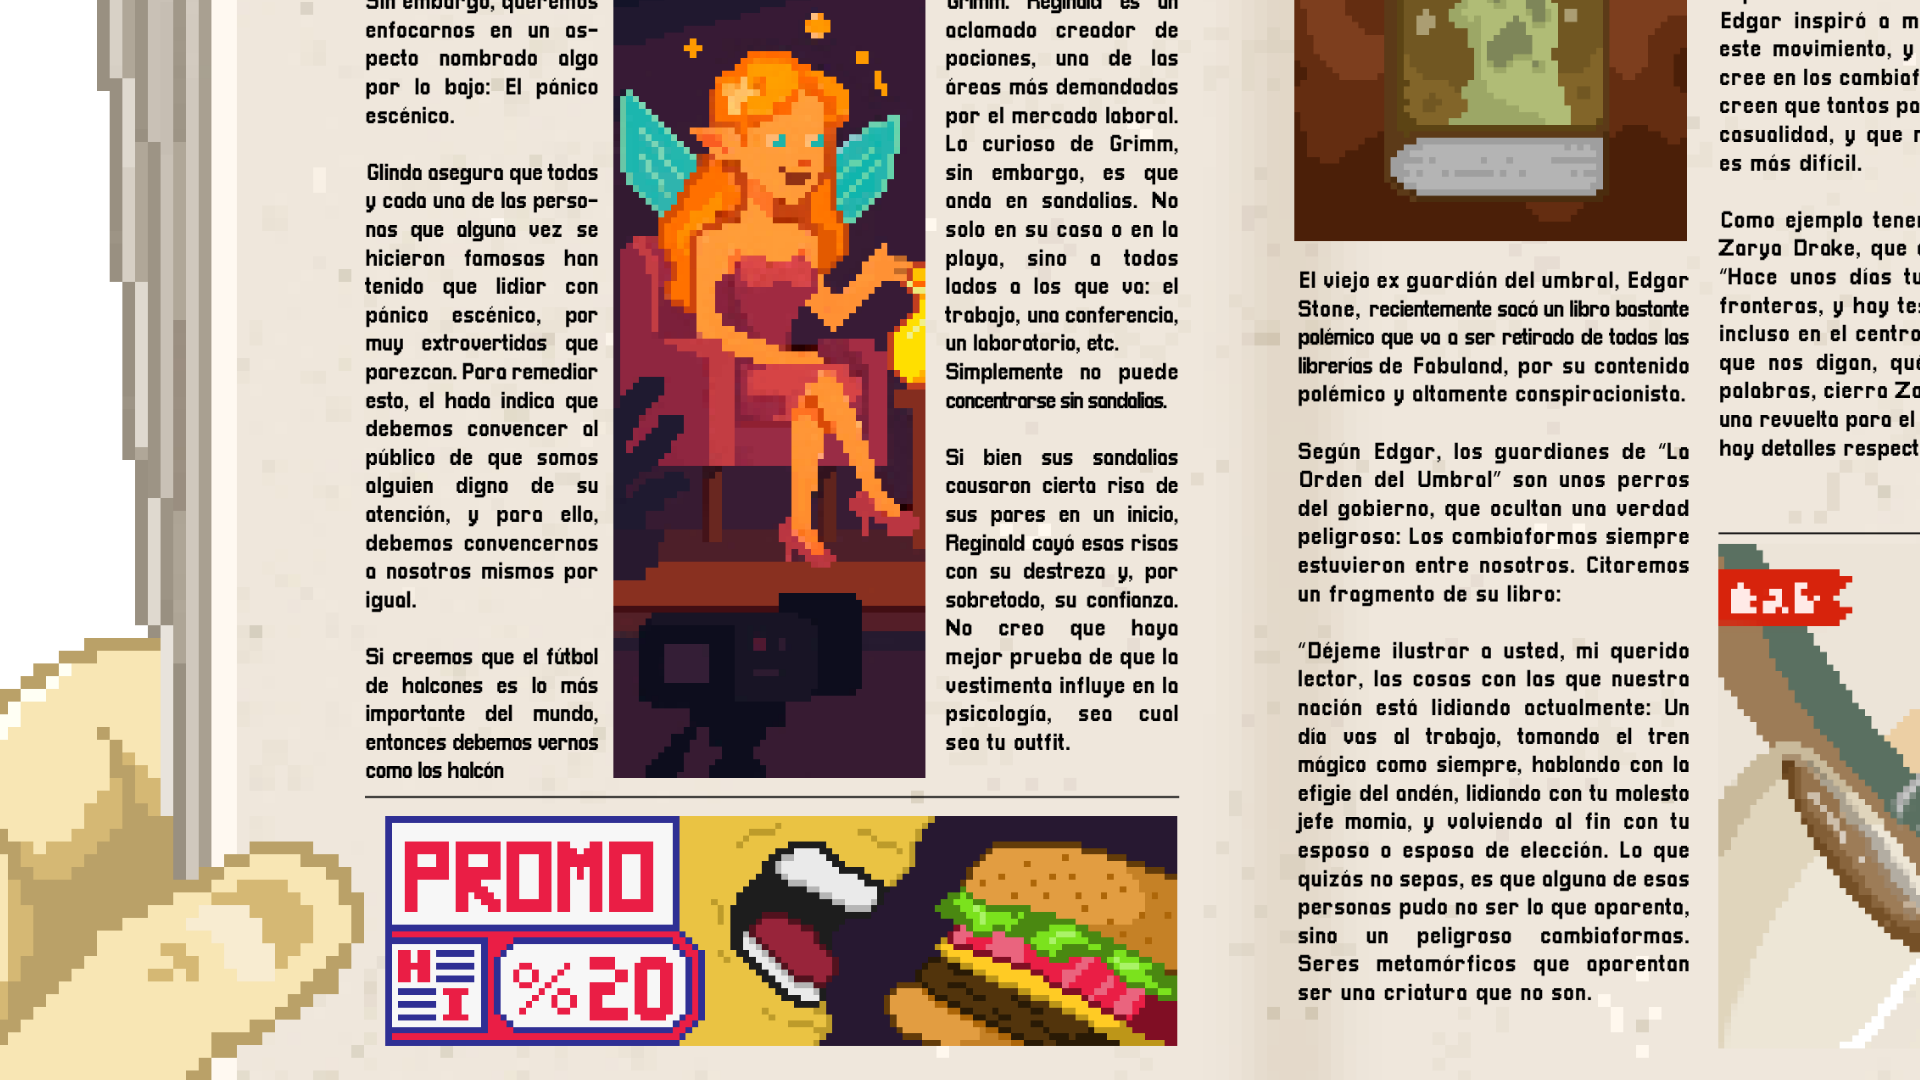 Sin embargo, queremos
enfocarnos en un as-
pecto nombrado algo
por lo bajo: El pánico
escénico.
Glinda asegura que todas
y cada una de las perso-
nas que alguna vez se
hicieron famosas han
tenido que lidiar con
pánico escénico, por
muy extrovertidas que
parezcan. Para remediar
esto, el hada indica que
debemos convencer al
público de que somos
alguien digno de su
atención, y para ello,
debemos convencernos
a nosotros mismos por
igual.
Si creemos que el fútbol
de halcones es lo más
importante del mundo,
entonces debemos vernos
como los halcón
Grimm. Reginald es un
aclamado creador de
pociones, una de las
áreas más demandadas
por el mercado laboral.
Lo curioso de Grimm,
sin embargo, es que
anda en sandalias. No
solo en su casa o en la
playa, sino a todos
lados a los que va: el
trabajo, una conferencia,
un laboratorio, etc.
Simplemente no puede
concentrarse sin sandalias.
Si bien sus sandalias
causaron cierta risa de
sus pares en un inicio,
Reginald cayó esas risas
con su destreza y, por
sobretodo, su confianza.
No creo que haya
mejor prueba de que la
vestimenta influye en la
psicología, sea cual
sea tu outfit.
PROMO
HI
%20
El viejo ex guardián del umbral, Edgar
Stone, recientemente sacó un libro bastante
polémico que va a ser retirado de todas las
librerías de Fabuland, por su contenido
polémico y altamente conspiracionista.
Según Edgar, los guardianes de “La
Orden del Umbral” son unos perros
del gobierno, que ocultan una verdad
peligrosa: Los cambiaformas siempre
estuvieron entre nosotros. Citaremos
un fragmento de su libro:
“Déjeme ilustrar a usted, mi querido
lector, las cosas con las que nuestra
nación está lidiando actualmente: Un
día vas al trabajo, tomando el tren
mágico como siempre, hablando con la
efigie del andén, lidiando con tu molesto
jefe momia, y volviendo al fin con tu
esposo o esposa de elección. Lo que
quizás no sepas, es que alguna de esas
personas pudo no ser lo que aparenta,
sino un peligroso cambiaformas.
Seres metamórficos que aparentan
ser una criatura que no son.
Edgar inspiró a m
este movimiento, y
cree en los cambiaf
creen que tantos pa
casualidad, y que
es más difícil.
Como ejemplo tene
Zarya Drake, que
“Hace unos días tu
fronteras, y hay tes
incluso en el centro
que nos digan, qué
palabras, cierra Za
una revuelta para el
hay detalles respect